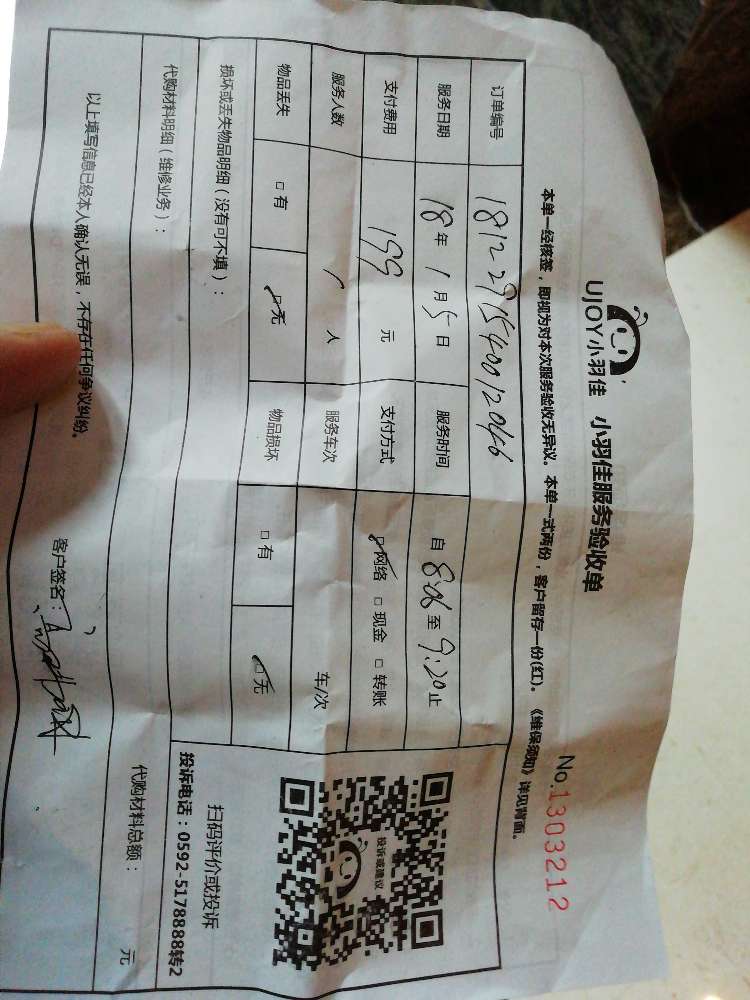 UJOY小羽佳 小羽佳服务验收单
No.1303212
本单一经核签，即视为对本次服务验收无异议。本单一式两份，客户留存一份(红)。《维保须知》详见背面。
订单编号 1812291540012046
服务日期 18年1月5日 服务时间 自8:06至9:20止
支付费用 199元 支付方式 网络 □现金 □转账
服务人数 1人 服务车次 车/次
物品丢失 □有 □无 物品损坏 □有 □无
损坏或丢失物品明细（没有可不填）：
投诉或建议
扫码评价或投诉
投诉电话：0592-5178888转2
代购材料明细（维修业务）： 代购材料总额： 元
以上填写信息已经本人确认无误，不存在任何争议纠纷。
客户签名：